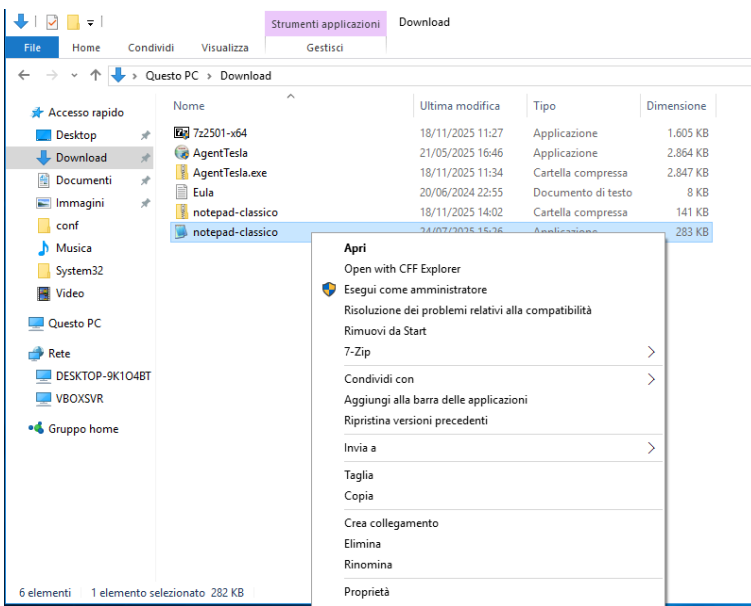 Strumenti applicazioni Download
File Home Condividi Visualizza Gestisci
Questo PC > Download
Nome Ultima modifica Tipo Dimensione
Accesso rapido
Desktop
Download
Documenti
Immagini
conf
Musica
System32
Video
Questo PC
Rete
DESKTOP-9K1O4BT
VBOXSVR
Gruppo home
7z2501-x64 18/11/2025 11:27 Applicazione 1.605 KB
AgentTesla 21/05/2025 16:46 Applicazione 2.864 KB
AgentTesla.exe 18/11/2025 11:34 Cartella compressa 2.847 KB
Eula 20/06/2024 22:55 Documento di testo 8 KB
notepad-classico 18/11/2025 14:02 Cartella compressa 141 KB
notepad-classico 24/07/2025 15:26 Applicazione 283 KB
Apri
Open with CFF Explorer
Esegui come amministratore
Risoluzione dei problemi relativi alla compatibilità
Rimuovi da Start
7-Zip
Condividi con
Aggiungi alla barra delle applicazioni
Ripristina versioni precedenti
Invia a
Taglia
Copia
Crea collegamento
Elimina
Rinomina
Proprietà
6 elementi 1 elemento selezionato 282 KB